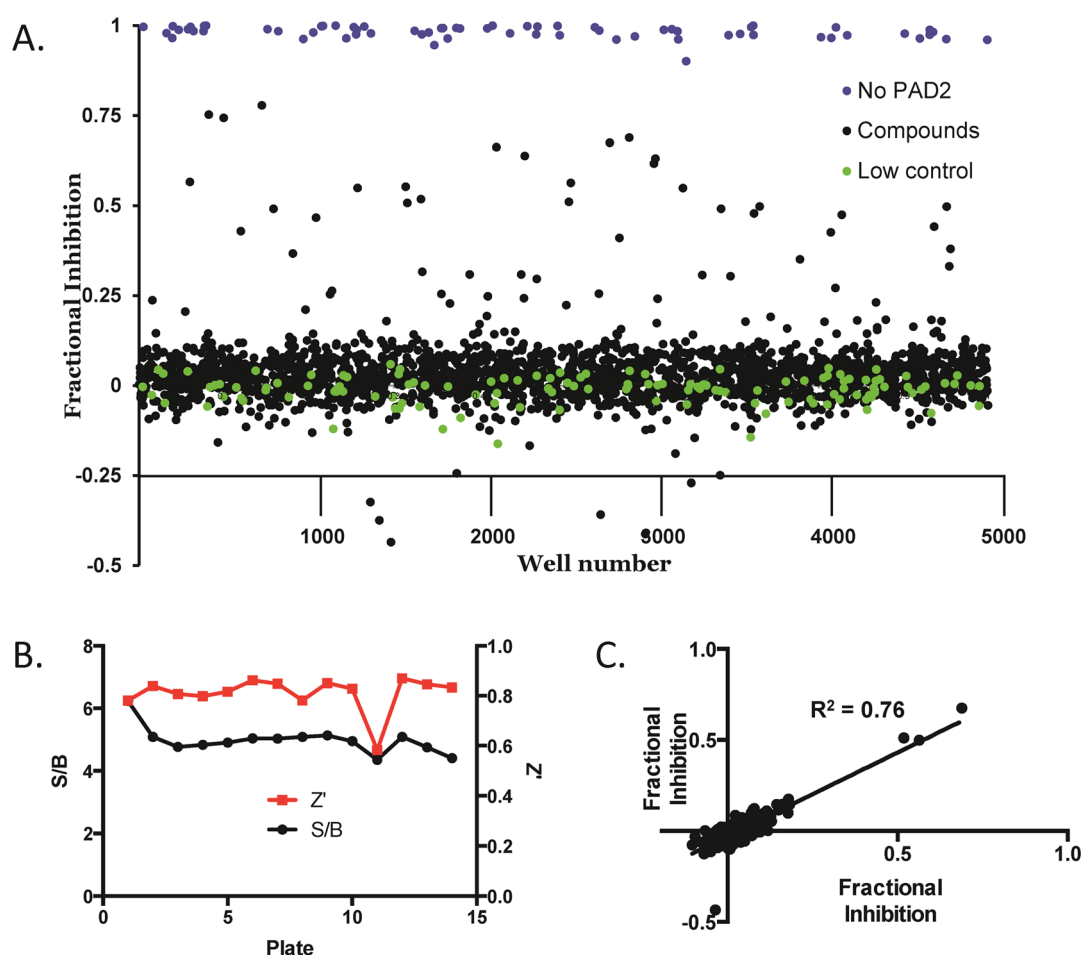 A.
Fractional Inhibition
1
0.75
0.5
0.25
0
-0.25
-0.5
No PAD2
Compounds
Low control
1000
2000
3000
4000
5000
Well number
B.
S/B
8
6
4
2
0
1.0
0.8
0.6
0.4
0.2
0.0
Z'
Z'
S/B
0
5
10
15
Plate
C.
1.0
0.5
-0.5
Fractional
Inhibition
R² = 0.76
0.5
1.0
Fractional
Inhibition